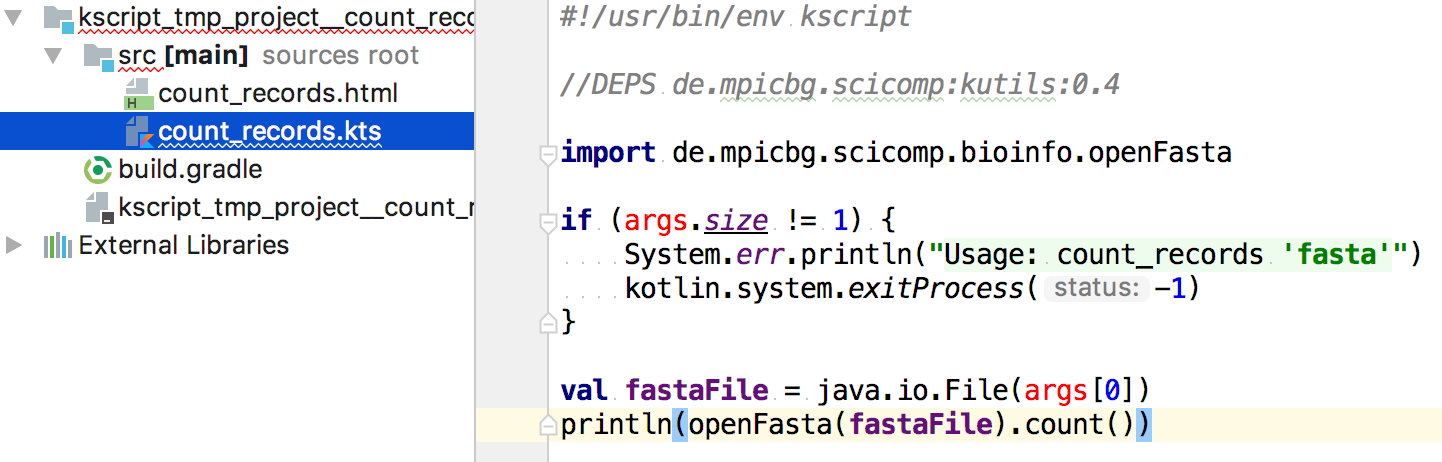 kscript_tmp_project__count_reco
src [main] sources root
count_records.html
H
count_records.kts
build.gradle
kscript_tmp_project__count_r
External Libraries
#!/usr/bin/env kscript
//DEPS de.mpicbg.scicomp:kutils:0.4
import de.mpicbg.scicomp.bioinfo.openFasta
if (args.size != 1) {
    System.err.println("Usage: count_records 'fasta'")
    kotlin.system.exitProcess( status: -1)
}
val fastaFile = java.io.File(args[0])
println(openFasta(fastaFile).count())